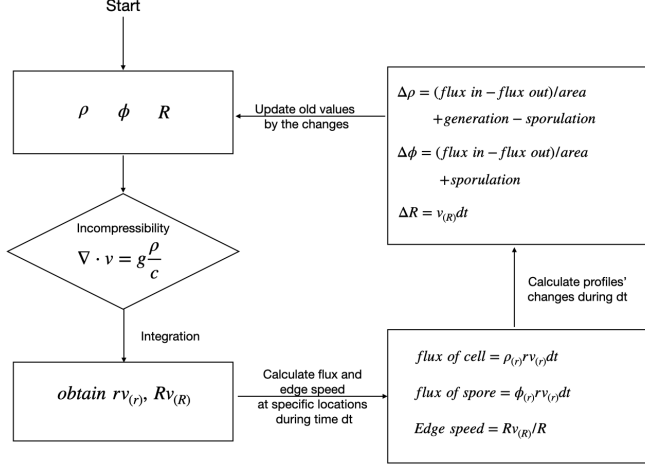 Start
ρ ϕ R
Incompressibility
∇ · v = g ρ/c
Integration
obtain rv(r), Rv(R)
Calculate flux and
edge speed
at specific locations
during time dt
flux of cell = ρ(r)rv(r)dt
flux of spore = ϕ(r)rv(r)dt
Edge speed = Rv(R)/R
Calculate profiles'
changes during dt
Δρ = (flux in − flux out)/area
+generation − sporulation
Δϕ = (flux in − flux out)/area
+sporulation
ΔR = v(R)dt
Update old values
by the changes